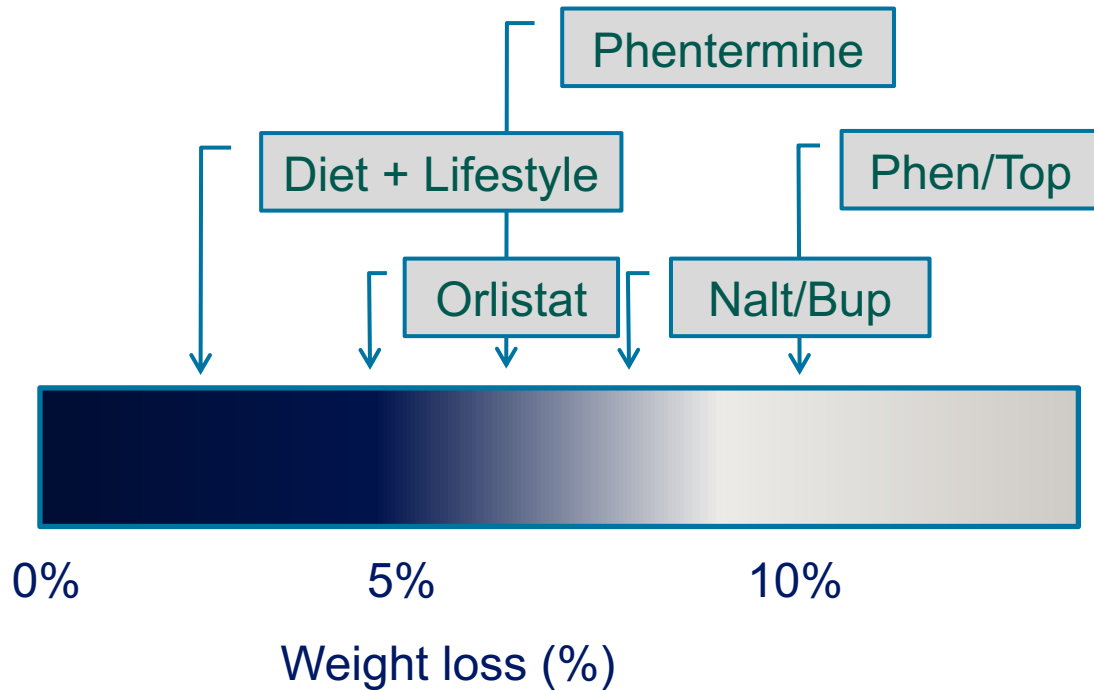 Phentermine
Diet + Lifestyle
Phen/Top
Orlistat
Nalt/Bup
0%
5%
10%
Weight loss (%)